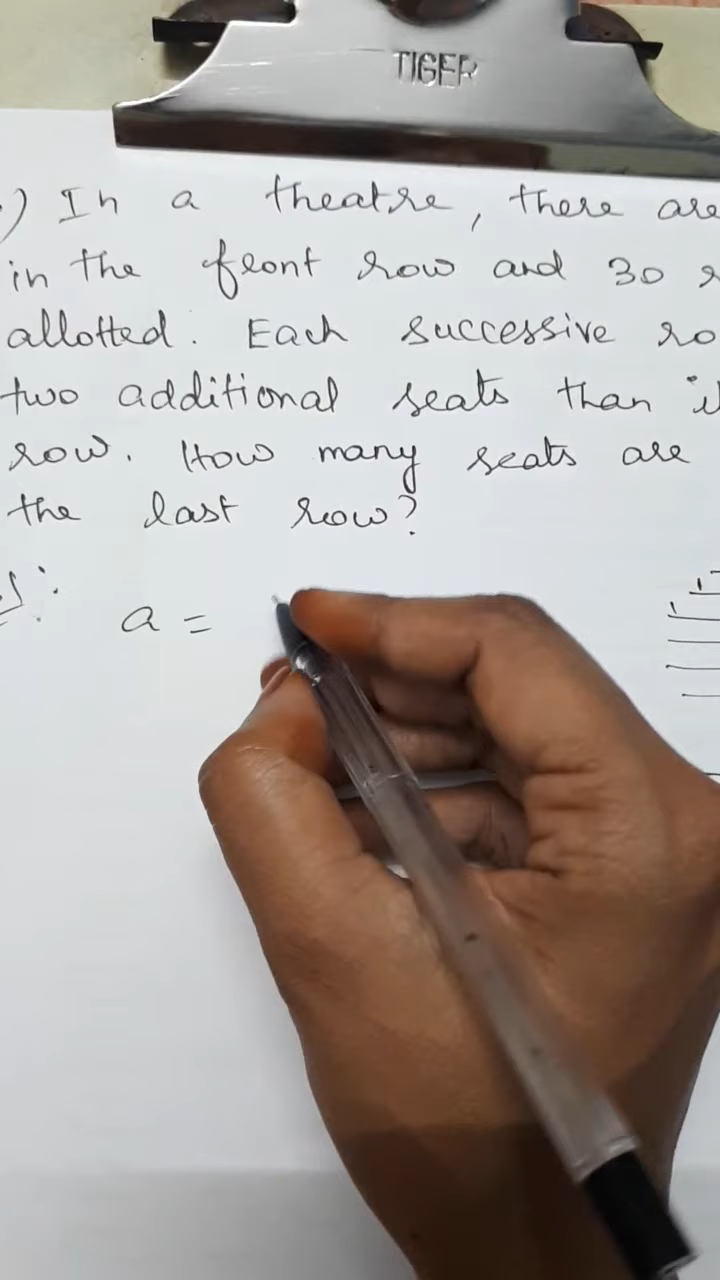 TIGER
) In a theatre, there are
in the front row and 30
allotted. Each successive
two additional seats than
row. How many seats are
the last row?
a =